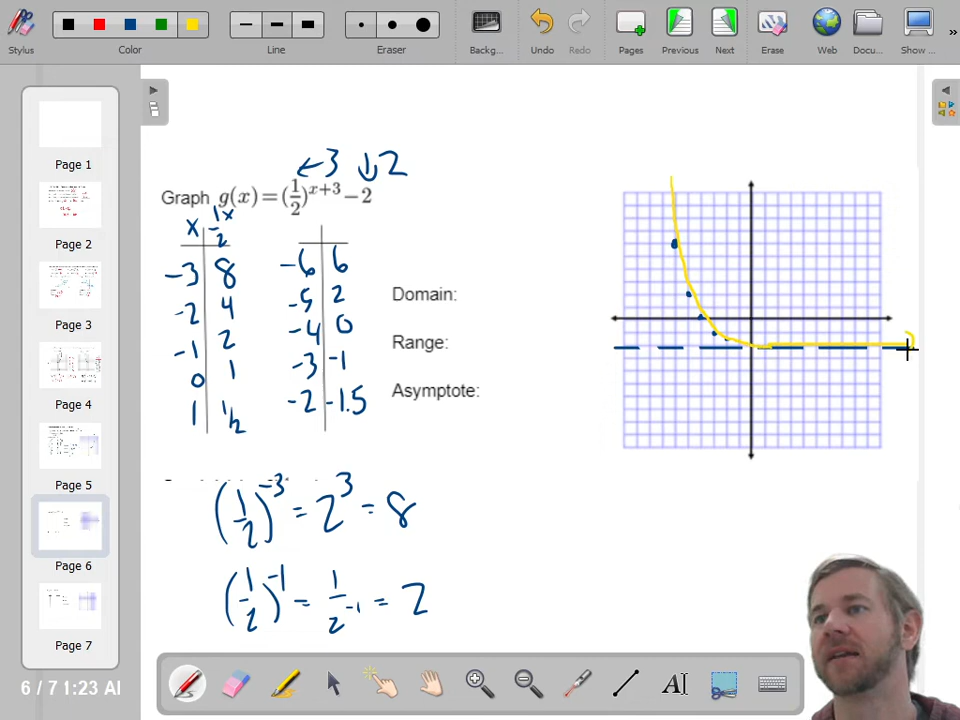 Stylus
Color
Line
Eraser
Backg...
Undo
Redo
Pages
Previous
Next
Erase
Web
Docu...
Show ...
»
Page 1
Page 2
Page 3
Page 4
Page 5
Page 6
Page 7
6 / 7 1:23 AI
←3 ↓2
Graph g(x)=(1/2)^{x+3}−2
x 1/2^x
-3 8
-2 4
-1 2
0 1
1 1/2
-6 6
-5 2
-4 0
-3 -1
-2 -1.5
Domain:
Range:
Asymptote:
(1/2)^{-3} = 2^3 = 8
(1/2)^{-1} = 1/2^{-1} = 2